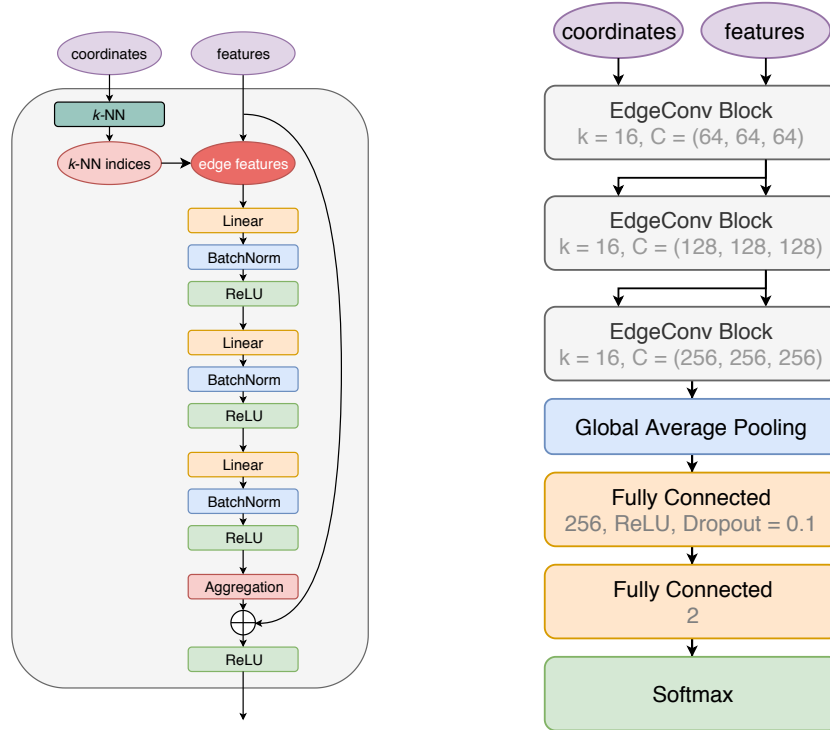 coordinates
features
k-NN
k-NN indices
edge features
Linear
BatchNorm
ReLU
Linear
BatchNorm
ReLU
Linear
BatchNorm
ReLU
Aggregation
ReLU
coordinates
features
EdgeConv Block
k = 16, C = (64, 64, 64)
EdgeConv Block
k = 16, C = (128, 128, 128)
EdgeConv Block
k = 16, C = (256, 256, 256)
Global Average Pooling
Fully Connected
256, ReLU, Dropout = 0.1
Fully Connected
2
Softmax